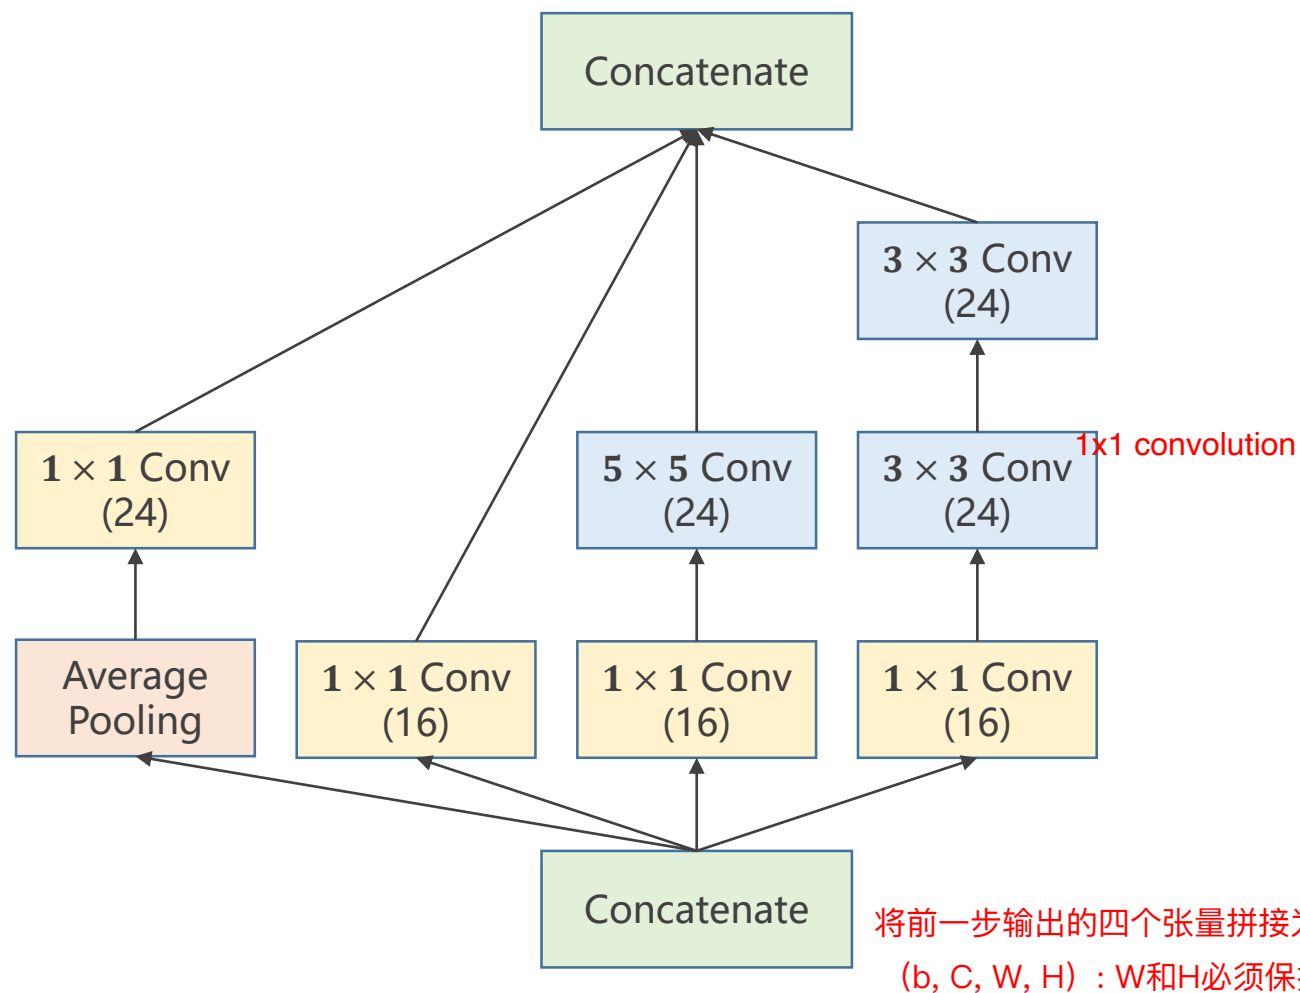 Concatenate
3 × 3 Conv
(24)
1 × 1 Conv
(24)
5 × 5 Conv
(24)
3 × 3 Conv
(24)
1x1 convolution
Average
Pooling
1 × 1 Conv
(16)
1 × 1 Conv
(16)
1 × 1 Conv
(16)
Concatenate
将前一步输出的四个张量拼接
(b, C, W, H)：W和H必须保